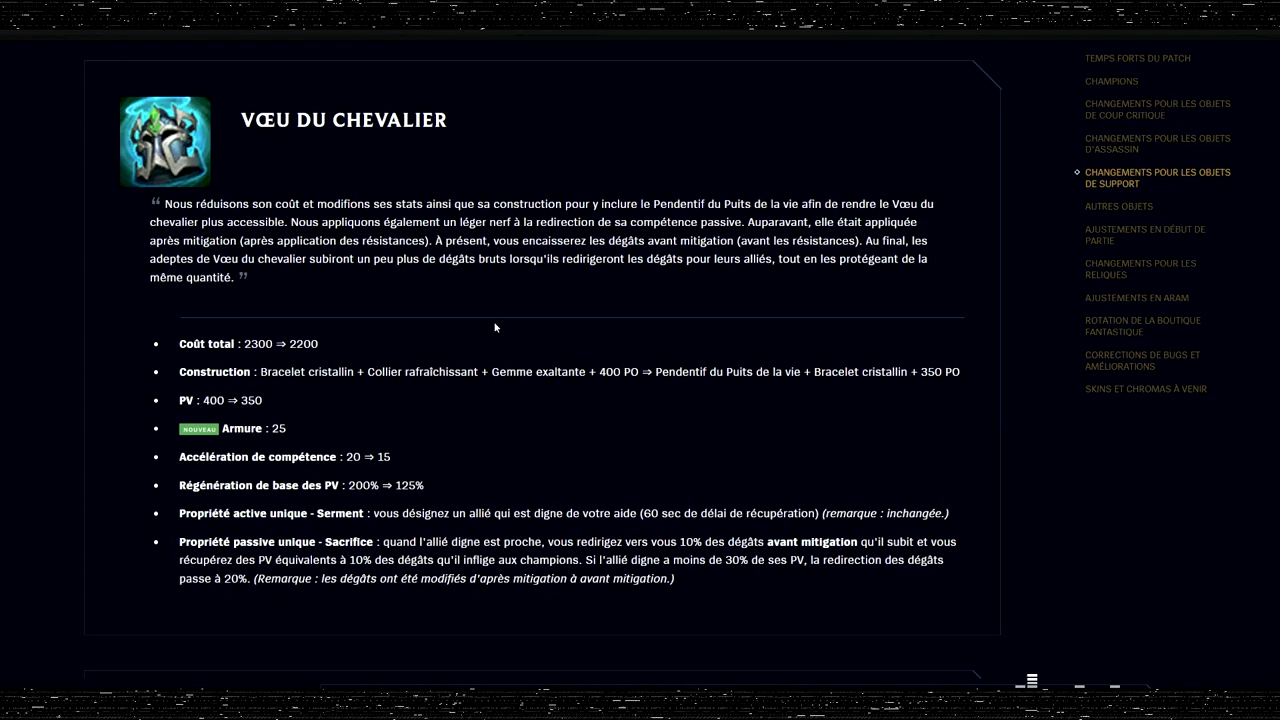 VŒU DU CHEVALIER
“ Nous réduisons son coût et modifions ses stats ainsi que sa construction pour y inclure le Pendentif du Puits de la vie afin de rendre le Vœu du
chevalier plus accessible. Nous appliquons également un léger nerf à la redirection de sa compétence passive. Auparavant, elle était appliquée
après mitigation (après application des résistances). À présent, vous encaisserez les dégâts avant mitigation (avant les résistances). Au final, les
adeptes de Vœu du chevalier subiront un peu plus de dégâts bruts lorsqu'ils redirigeront les dégâts pour leurs alliés, tout en les protégeant de la
même quantité. ”
• Coût total : 2300 ⇒ 2200
• Construction : Bracelet cristallin + Collier rafraîchissant + Gemme exaltante + 400 PO ⇒ Pendentif du Puits de la vie + Bracelet cristallin + 350 PO
• PV : 400 ⇒ 350
• NOUVEAU Armure : 25
• Accélération de compétence : 20 ⇒ 15
• Régénération de base des PV : 200% ⇒ 125%
• Propriété active unique - Serment : vous désignez un allié qui est digne de votre aide (60 sec de délai de récupération) (remarque : inchangée.)
• Propriété passive unique - Sacrifice : quand l'allié digne est proche, vous redirigez vers vous 10% des dégâts avant mitigation qu'il subit et vous
récupérez des PV équivalents à 10% des dégâts qu'il inflige aux champions. Si l'allié digne a moins de 30% de ses PV, la redirection des dégâts
passe à 20%. (Remarque : les dégâts ont été modifiés d'après mitigation à avant mitigation.)
TEMPS FORTS DU PATCH
CHAMPIONS
CHANGEMENTS POUR LES OBJETS
DE COUP CRITIQUE
CHANGEMENTS POUR LES OBJETS
D'ASSASSIN
CHANGEMENTS POUR LES OBJETS
DE SUPPORT
AUTRES OBJETS
AJUSTEMENTS EN DÉBUT DE
PARTIE
CHANGEMENTS POUR LES
RELIQUES
AJUSTEMENTS EN ARAM
ROTATION DE LA BOUTIQUE
FANTASTIQUE
CORRECTIONS DE BUGS ET
AMÉLIORATIONS
SKINS ET CHROMAS À VENIR